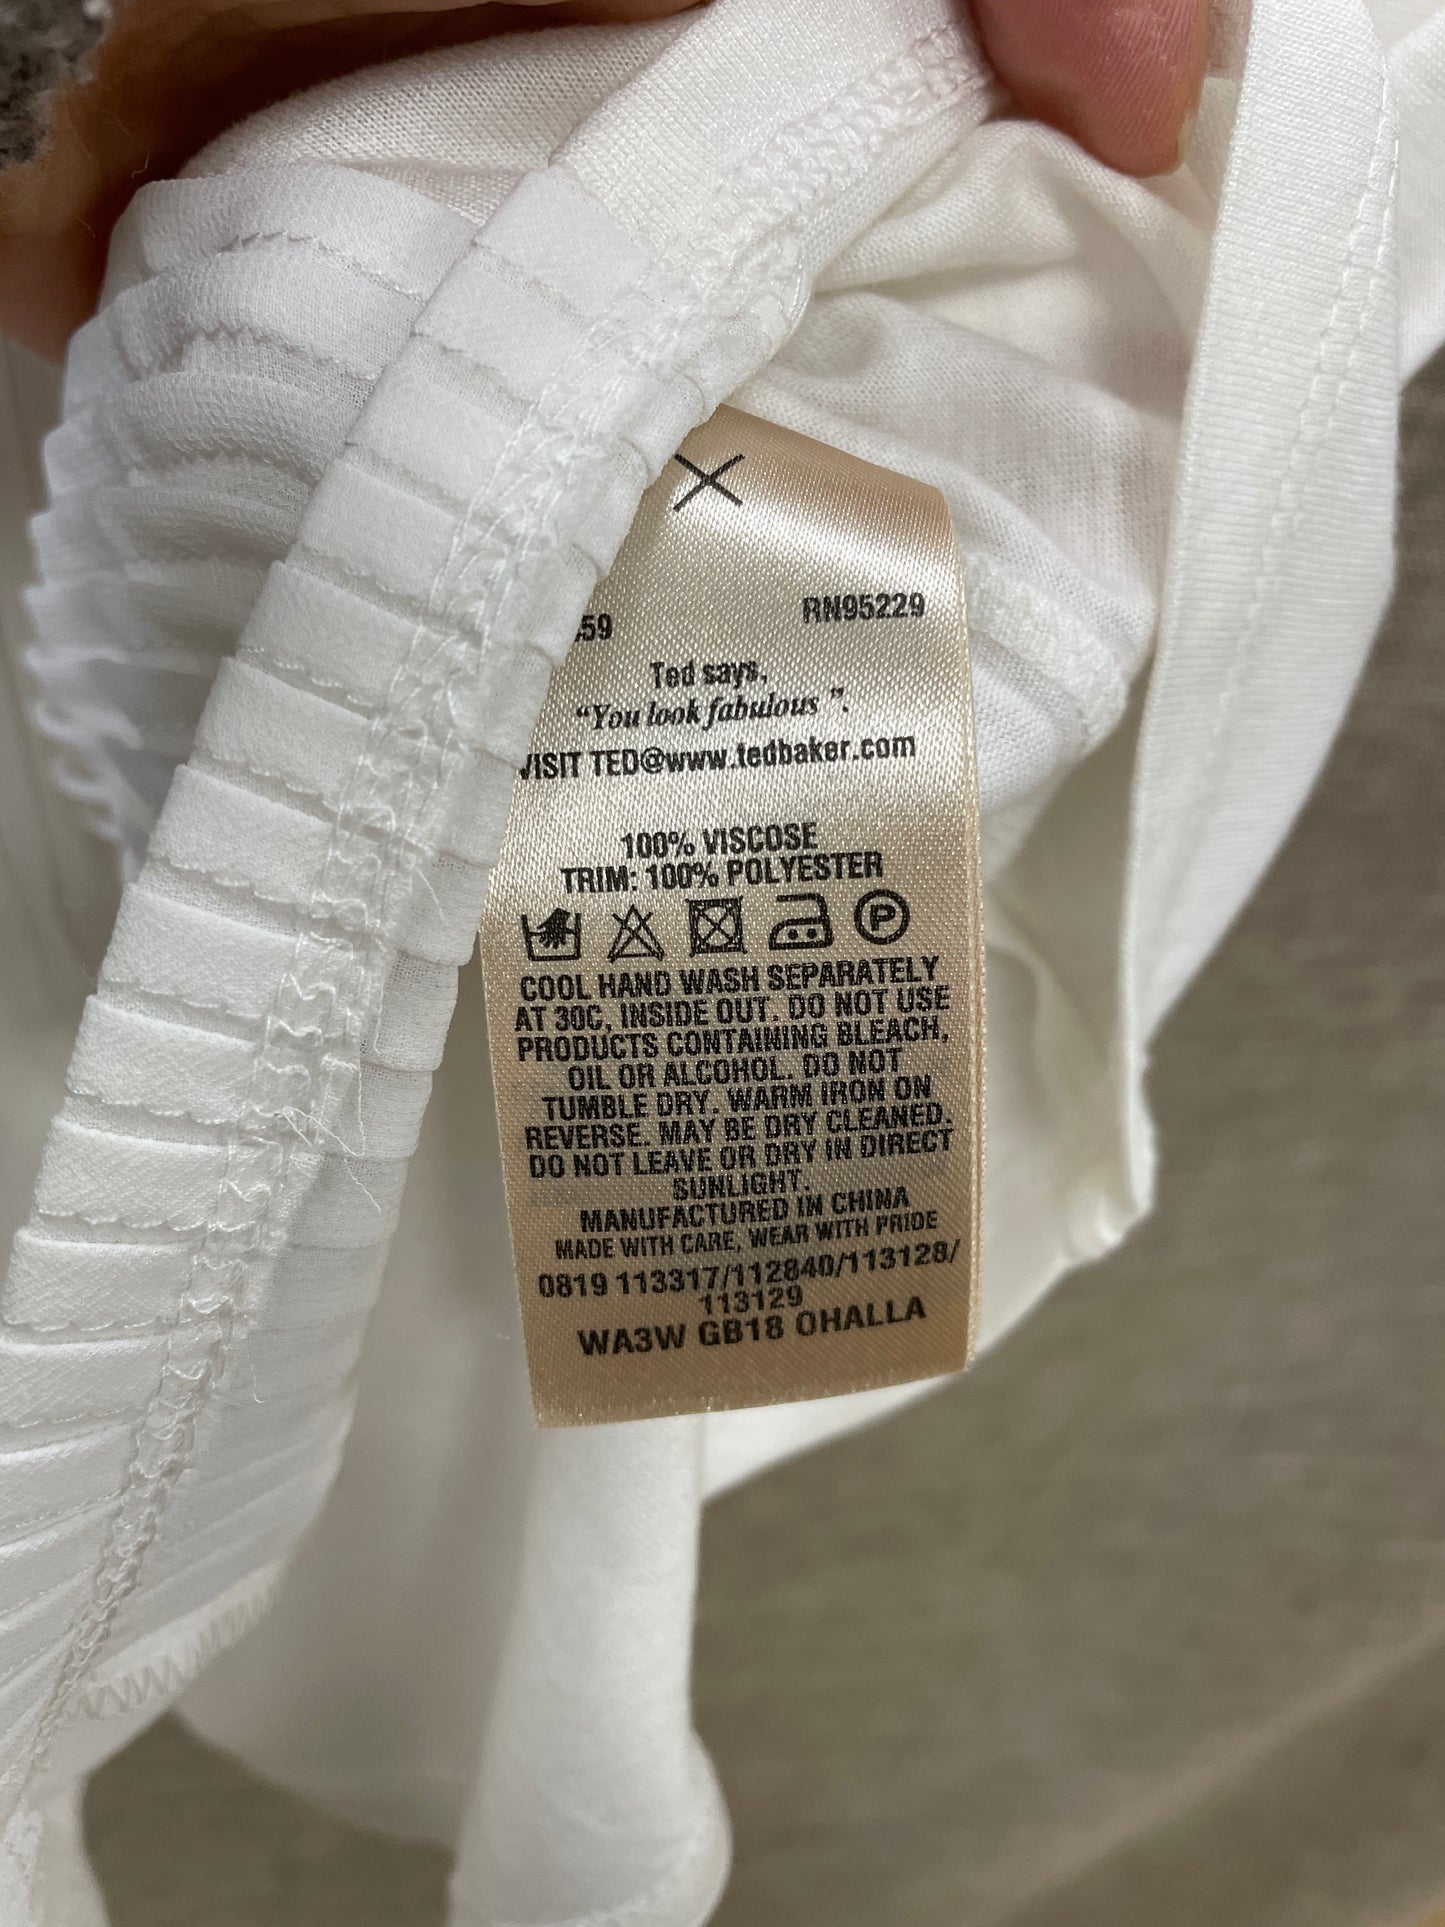 RN95229
Ted says,
“You look fabulous”.
VISIT TED@www.tedbaker.com
100% VISCOSE
TRIM: 100% POLYESTER
P
COOL HAND WASH SEPARATELY
AT 30C, INSIDE OUT. DO NOT USE
PRODUCTS CONTAINING BLEACH,
OIL OR ALCOHOL. DO NOT
TUMBLE DRY. WARM IRON ON
REVERSE. MAY BE DRY CLEANED.
DO NOT LEAVE OR DRY IN DIRECT
SUNLIGHT.
MANUFACTURED IN CHINA
MADE WITH CARE, WEAR WITH PRIDE
0819 113317/112840/113128/
113129
WA3W GB18 OHALLA